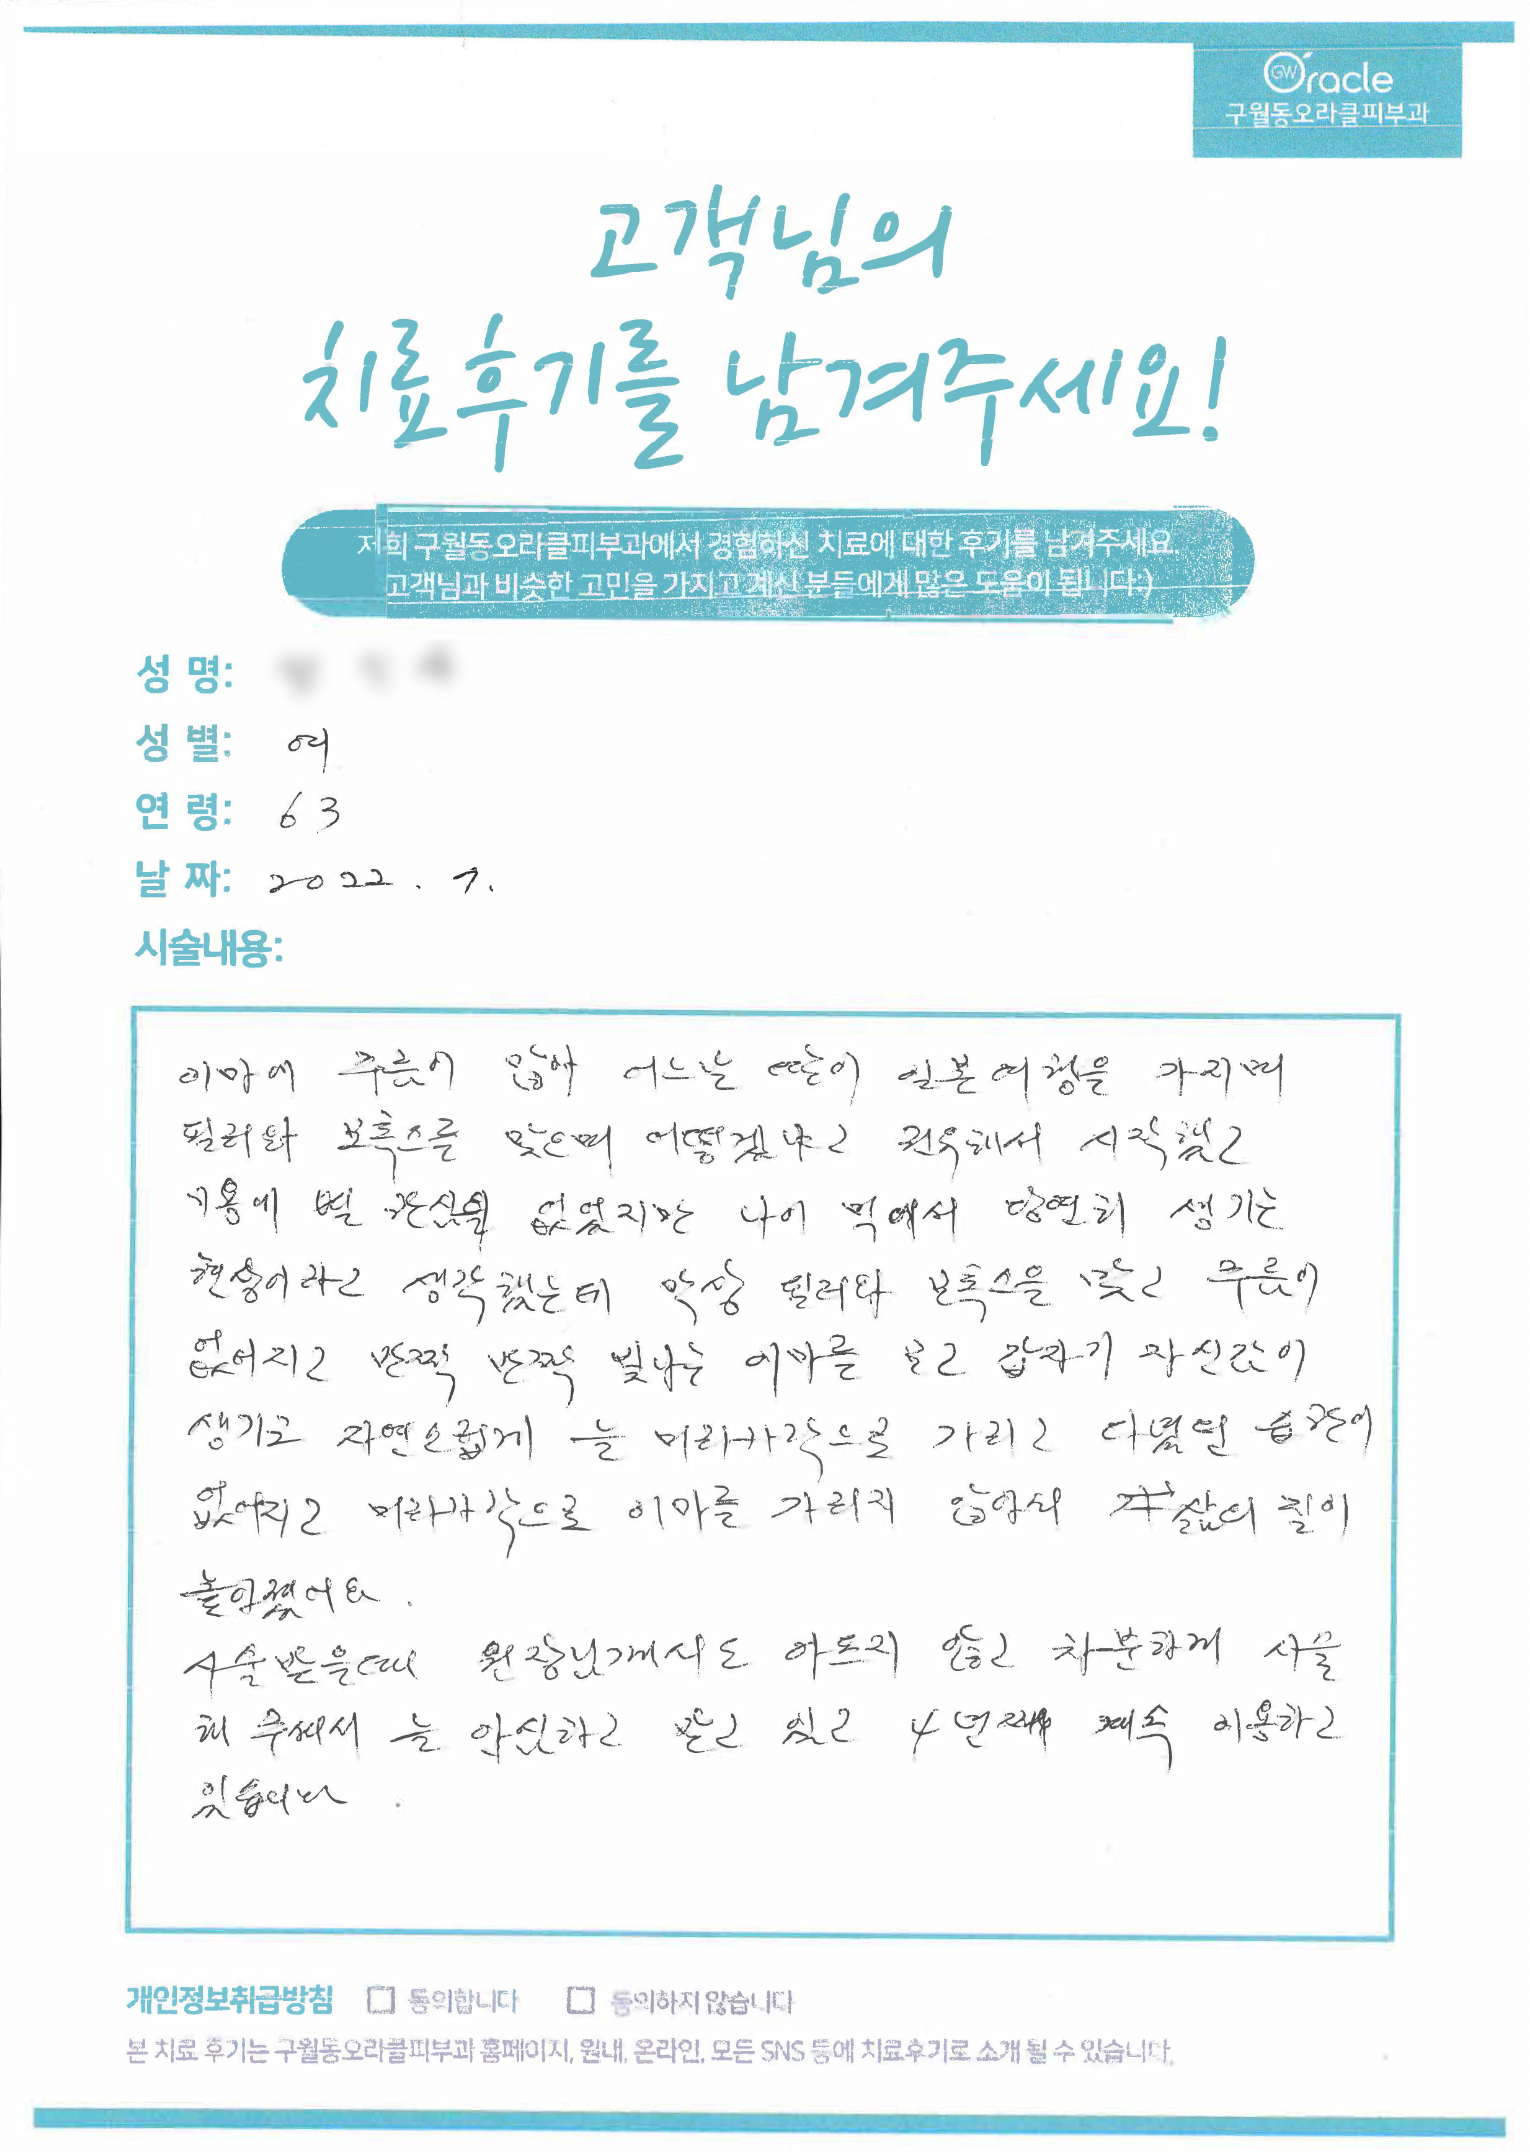 GW Oracle
구월동오라클피부과
고객님의
치료후기를 남겨주세요!
저희 구월동오라클피부과에서 경험하신 치료에 대한 후기를 남겨주세요.
고객님과 비슷한 고민을 가지고 계신 분들에게 많은 도움이 됩니다:)
성 명:
성 별: 여
연 령: 63
날 짜: 2022. 7.
시술내용:
이마에 주름이 많아 어느날 딸이 일본여행을 가자며
필러와 보톡스를 맞으며 어떻겠냐고 권유해서 시작했고
미용에 별 관심을 없었지만 나이 먹에서 당연히 생기는
현상이라고 생각했는데 막상 필러와 보톡스을 맞고 주름이
없어지고 반짝 반짝 빛나는 이마를 보고 갑자기 자신감이
생기고 자연스럽게 늘 머리카락으로 가리고 다녔던 습관이
없어지고 머리카락으로 이마를 가리지 않아서 삶의 질이
높아졌어요.
시술받을때 원장님께서도 아프지 않고 차분하게 시술
해 주셔서 늘 안심하고 받고 있고 4년째 계속 이용하고
있습니다.
개인정보취급방침 동의합니다 동의하지 않습니다
본 치료 후기는 구월동오라클피부과 홈페이지, 원내, 온라인, 모든 SNS 등에 치료후기로 소개 될 수 있습니다.